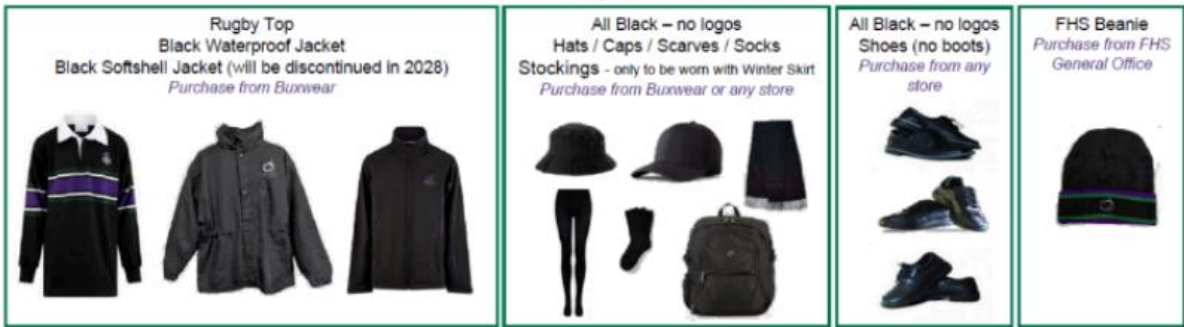 Rugby Top
Black Waterproof Jacket
Black Softshell Jacket (will be discontinued in 2028)
Purchase from Buxwear
All Black – no logos
Hats / Caps / Scarves / Socks
Stockings - only to be worn with Winter Skirt
Purchase from Buxwear or any store
All Black – no logos
Shoes (no boots)
Purchase from any
store
FHS Beanie
Purchase from FHS
General Office